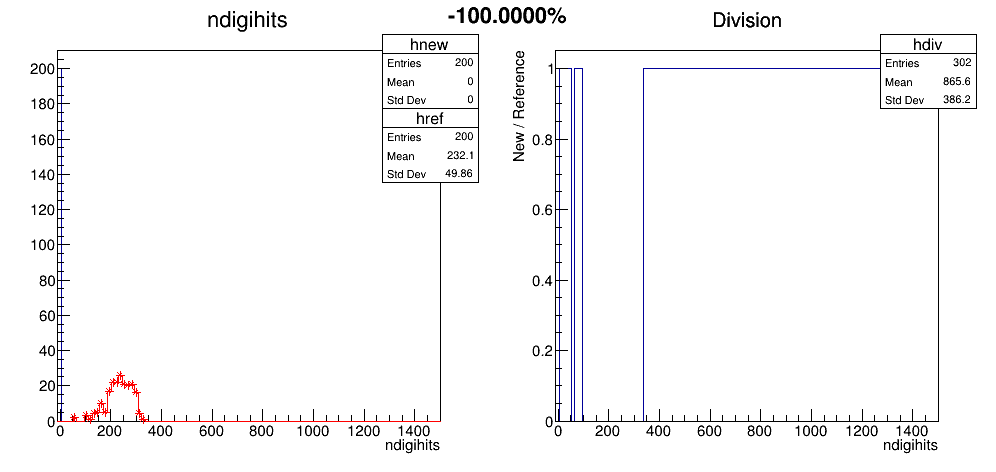 -100.0000%
ndigihits
hnew
Entries 200
Mean 0
Std Dev 0
href
Entries 200
Mean 232.1
Std Dev 49.86
200
180
160
140
120
100
80
60
40
20
0
0 200 400 600 800 1000 1200 1400
ndigihits
Division
hdiv
Entries 302
Mean 865.6
Std Dev 386.2
New / Reference
1
0.8
0.6
0.4
0.2
0
0 200 400 600 800 1000 1200 1400
ndigihits